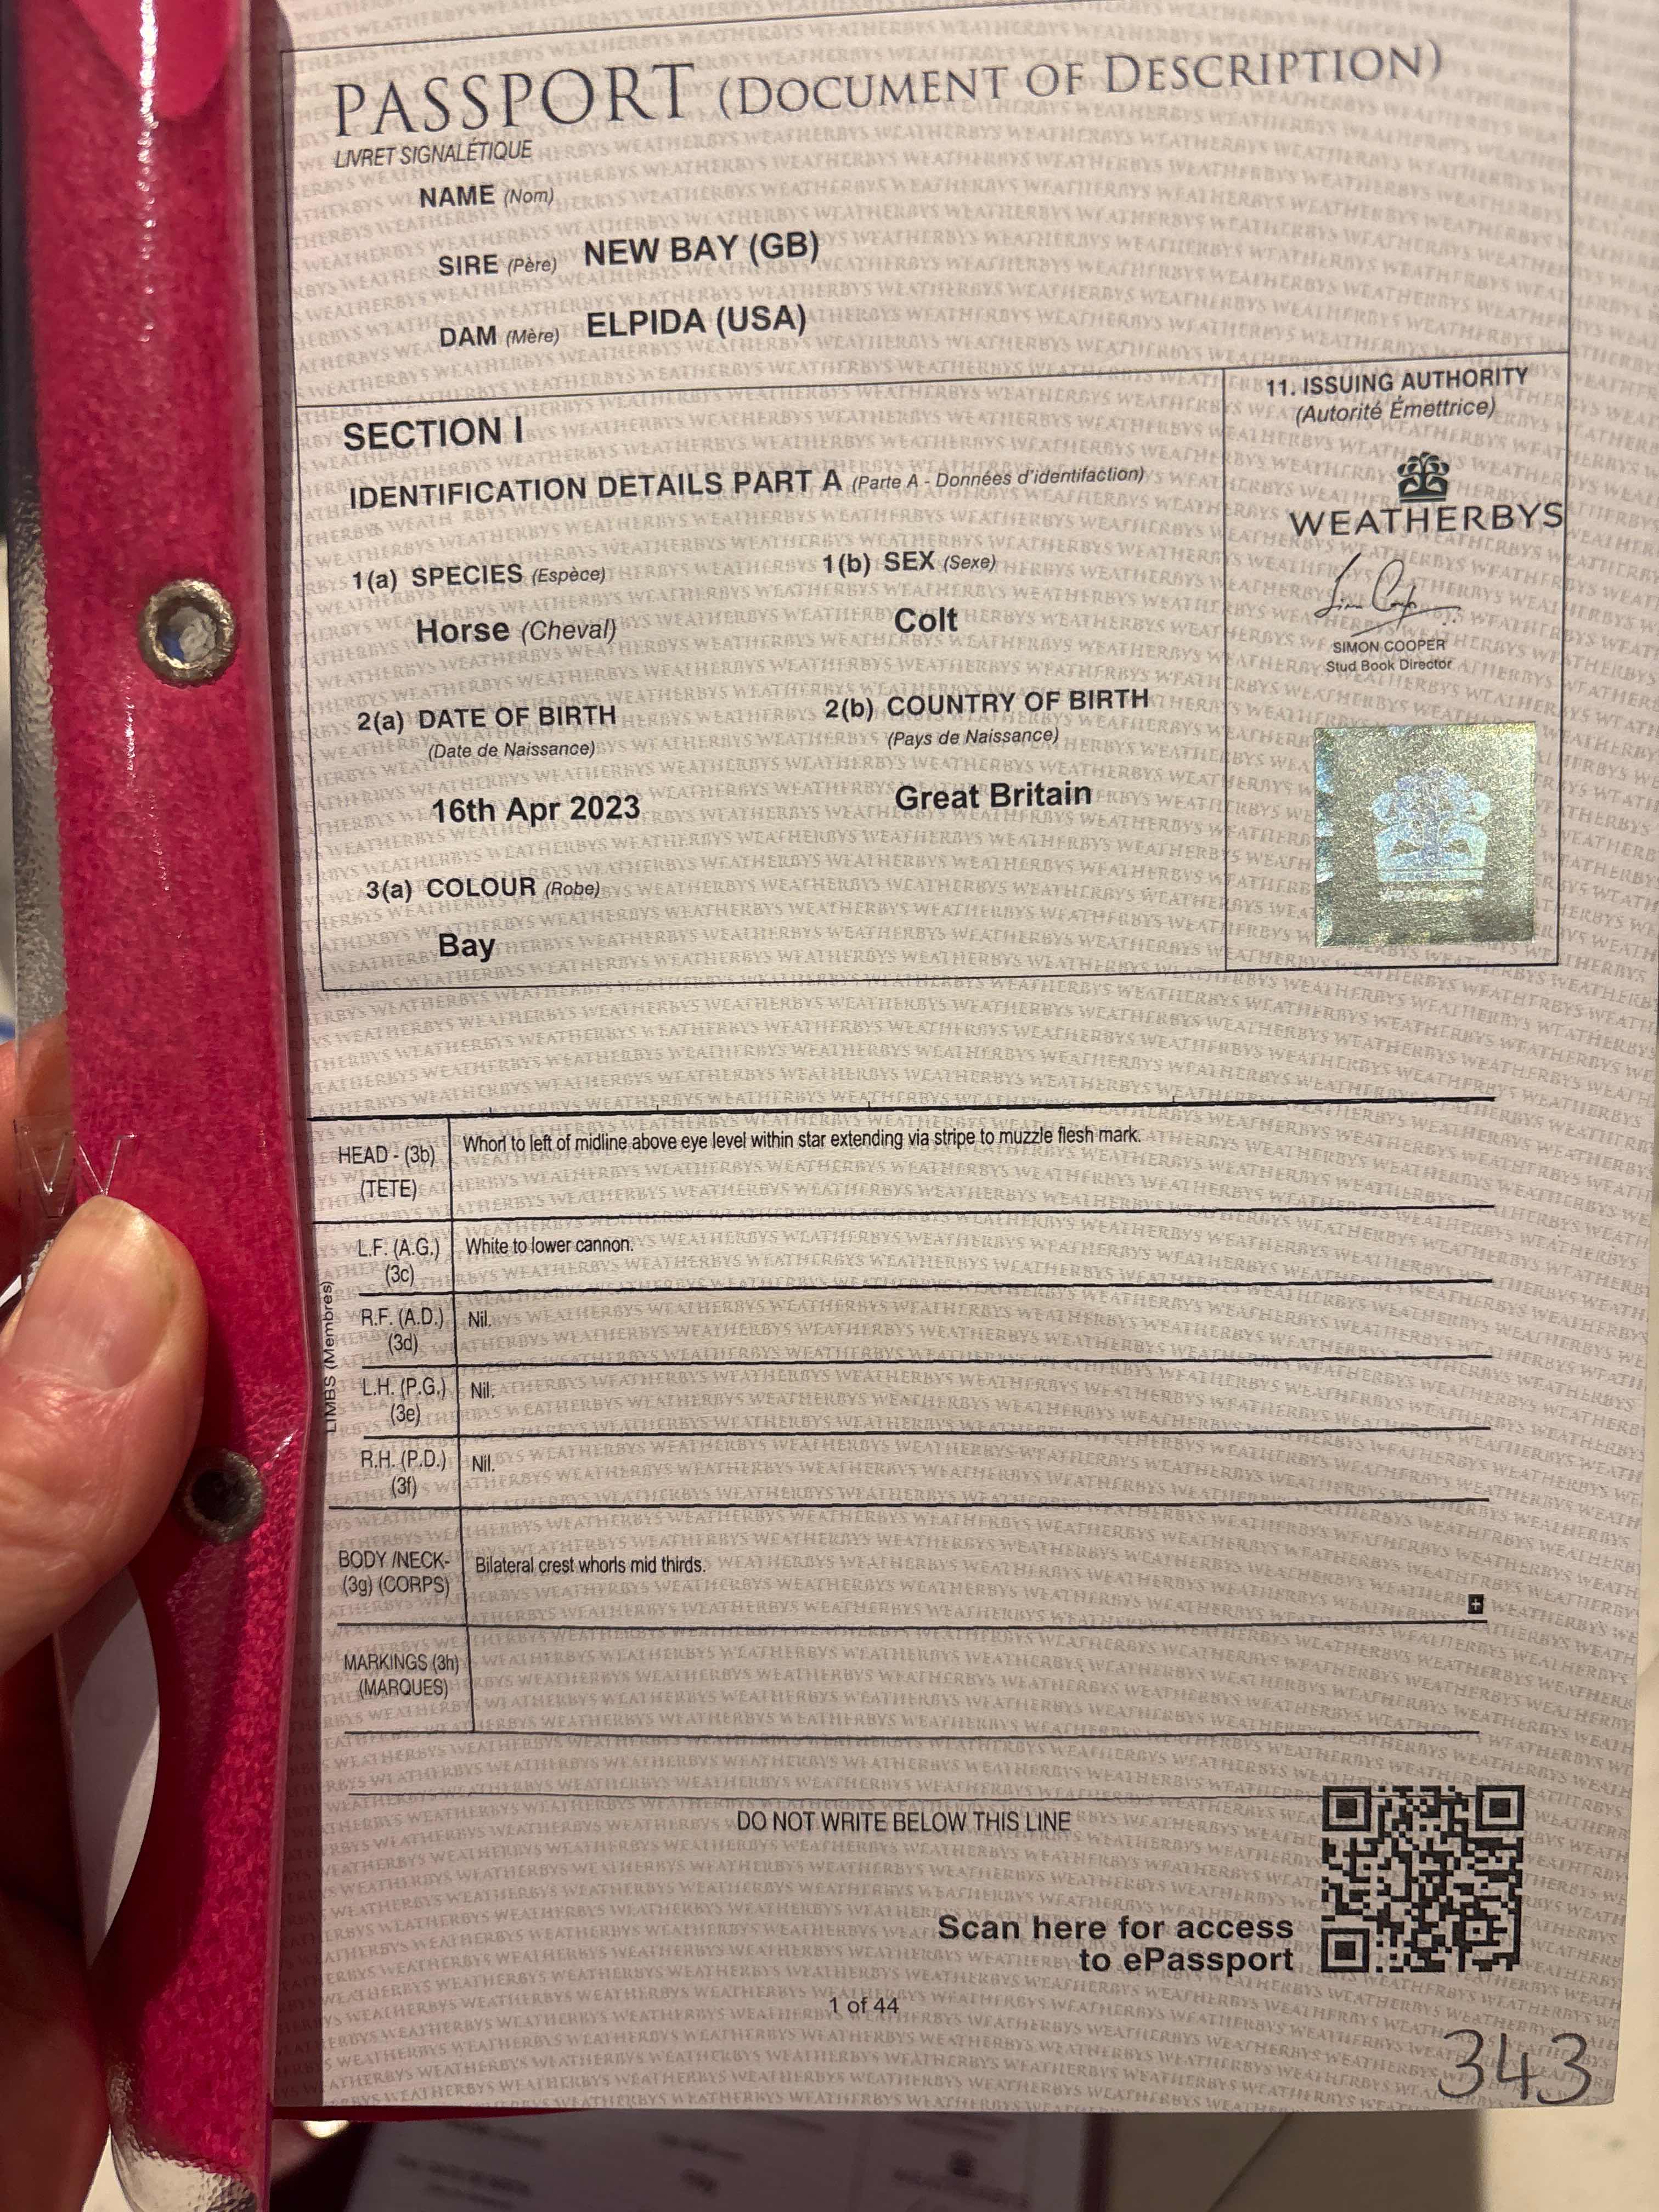 PASSPORT (DOCUMENT OF DESCRIPTION)
LIVRET SIGNALÉTIQUE
NAME (Nom)
SIRE (Père) NEW BAY (GB)
DAM (Mère) ELPIDA (USA)
SECTION I
IDENTIFICATION DETAILS PART A (Parte A - Données d'identifaction)
1(a) SPECIES (Espèce)
Horse (Cheval)
1(b) SEX (Sexe)
Colt
2(a) DATE OF BIRTH
(Date de Naissance)
16th Apr 2023
2(b) COUNTRY OF BIRTH
(Pays de Naissance)
Great Britain
3(a) COLOUR (Robe)
Bay
11. ISSUING AUTHORITY
(Autorité Émettrice)
WEATHERBYS
SIMON COOPER
Stud Book Director
HEAD - (3b)
(TETE)
Whorl to left of midline above eye level within star extending via stripe to muzzle flesh mark.
LIMBS (Membres)
L.F. (A.G.)
(3c)
White to lower cannon.
R.F. (A.D.)
(3d)
Nil.
L.H. (P.G.)
(3e)
Nil.
R.H. (P.D.)
(3f)
Nil.
BODY /NECK-
(3g) (CORPS)
Bilateral crest whorls mid thirds.
MARKINGS (3h)
(MARQUES)
DO NOT WRITE BELOW THIS LINE
Scan here for access
to ePassport
1 of 44
343